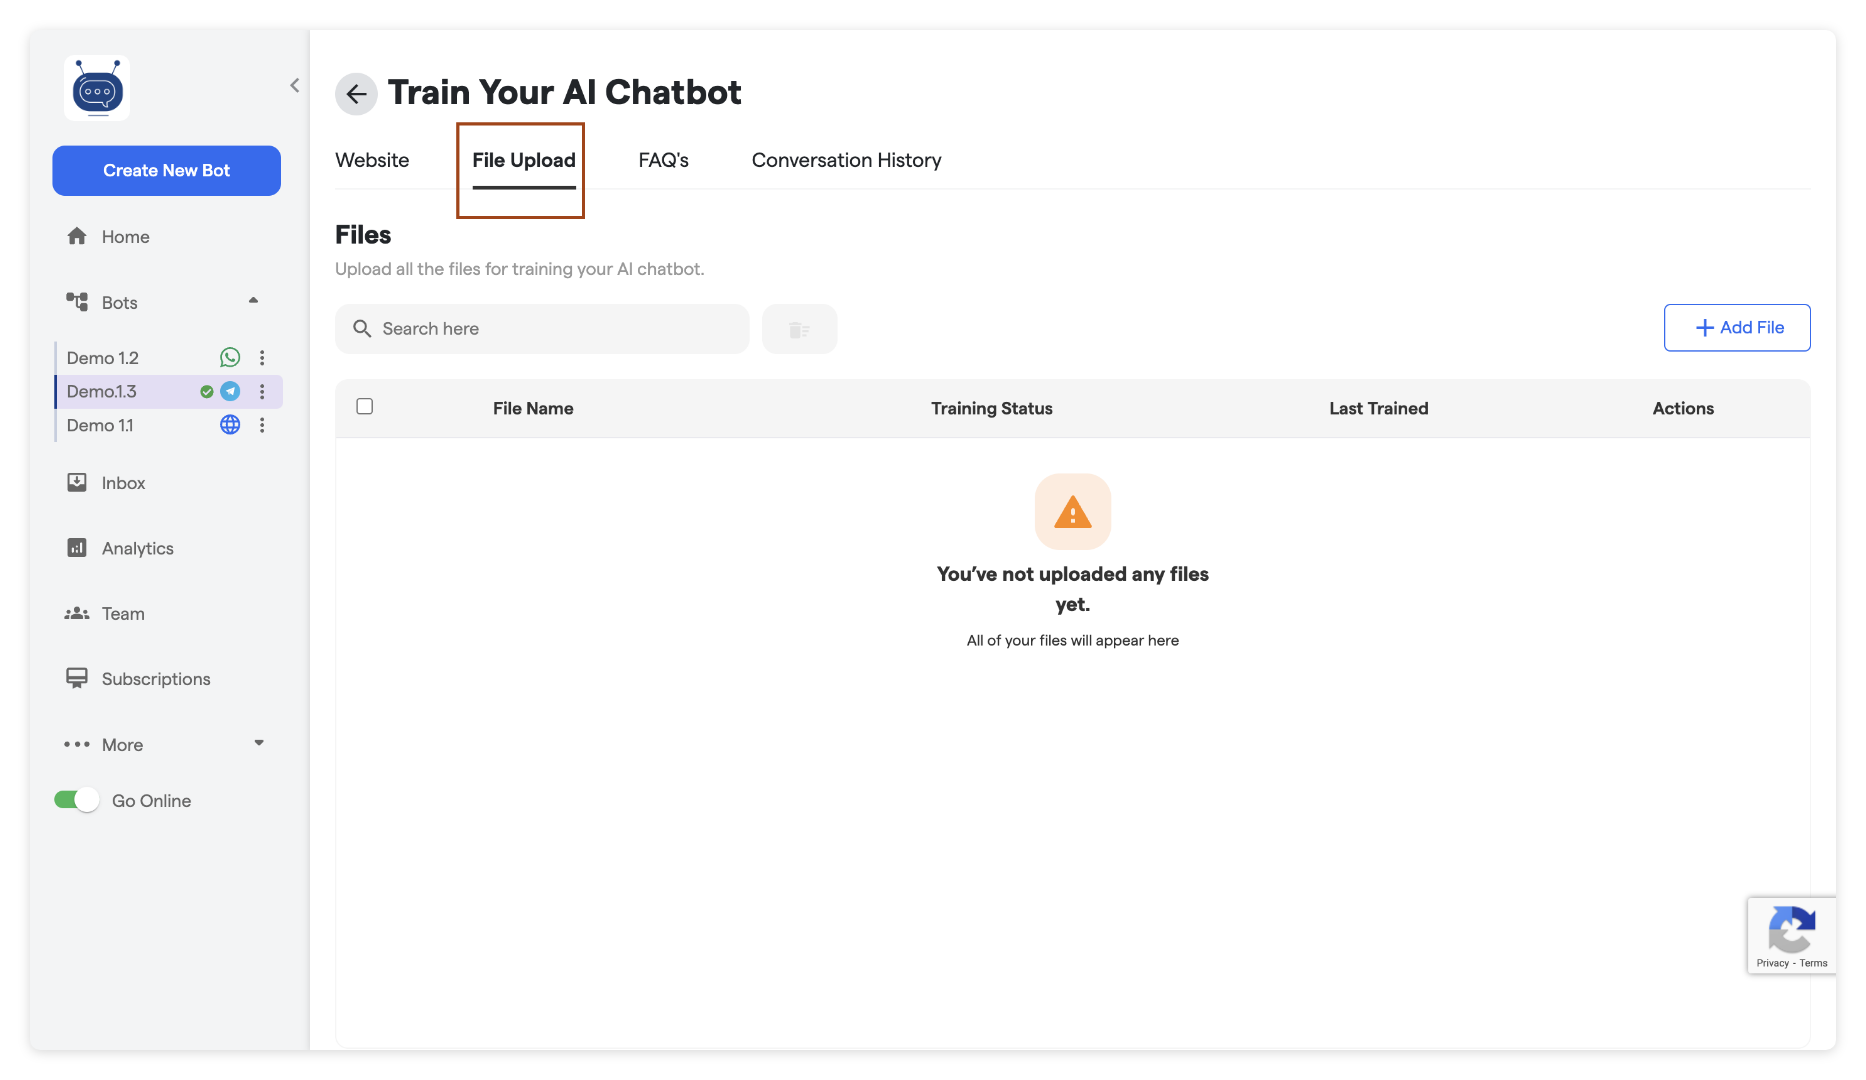 Train Your AI Chatbot
Create New Bot
Website
File Upload
FAQ's
Conversation History
Home
Files
Upload all the files for training your AI chatbot.
Bots
Search here
Add File
Demo 1.2
Demo.1.3
Demo 1.1
File Name
Training Status
Last Trained
Actions
Inbox
Analytics
Team
Subscriptions
More
Go Online
You’ve not uploaded any files
yet.
All of your files will appear here
Privacy - Terms